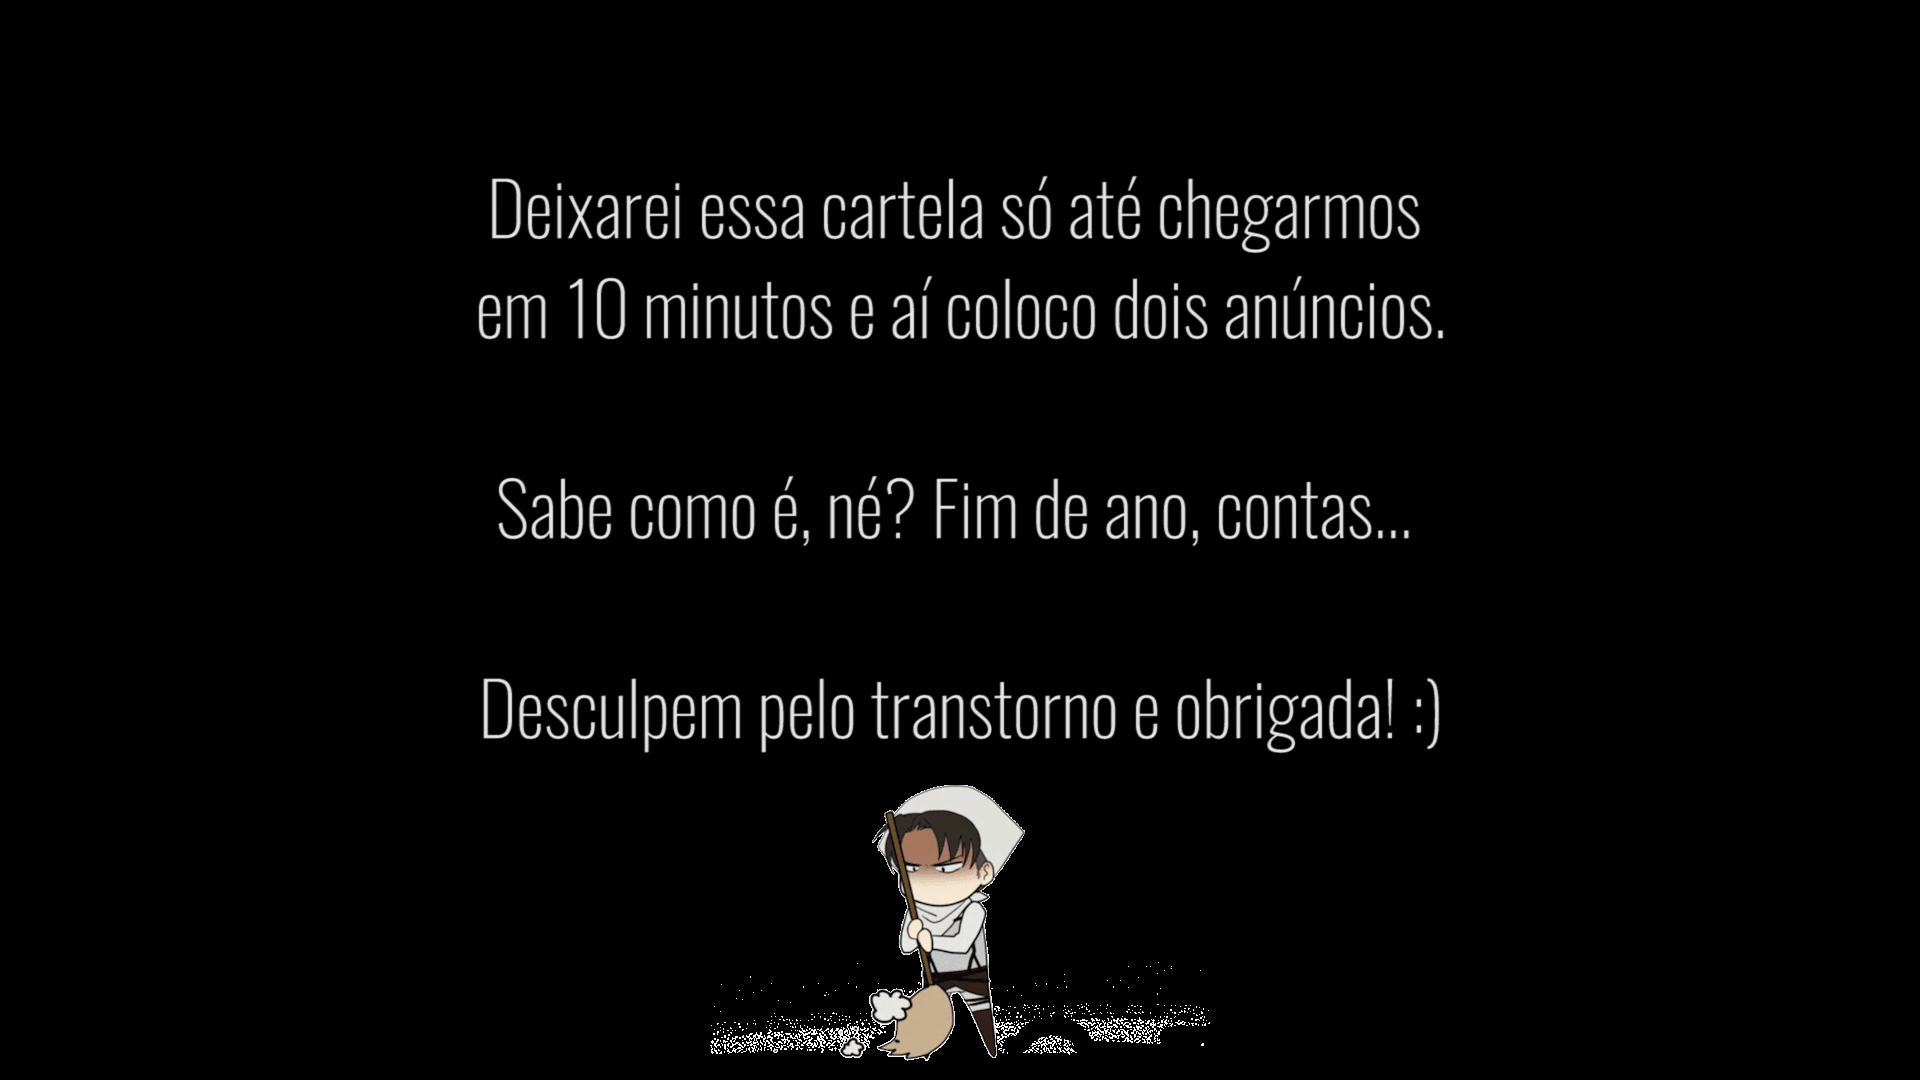 Deixarei essa cartela só até chegarmos
em 10 minutos e aí coloco dois anúncios.
Sabe como é, né? Fim de ano, contas...
Desculpem pelo transtorno e obrigada! :)